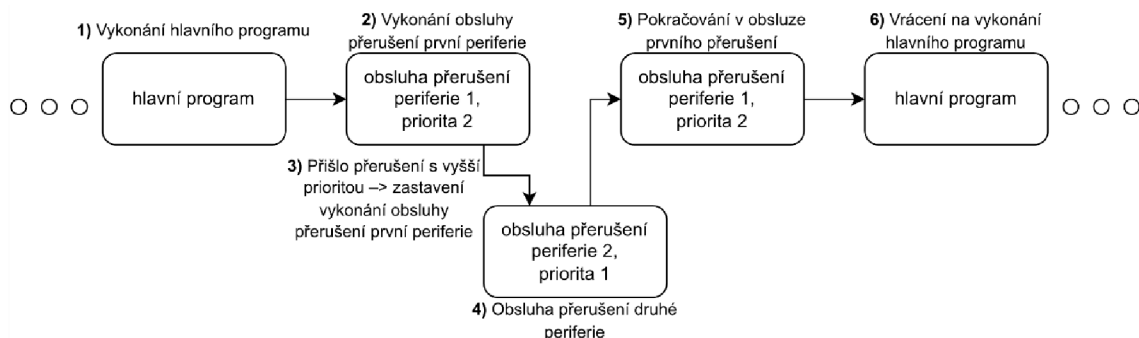 1) Vykonání hlavního programu
hlavní program
2) Vykonání obsluhy
přerušení první periferie
obsluha přerušení
periferie 1,
priorita 2
3) Přišlo přerušení s vyšší
prioritou –> zastavení
vykonání obsluhy
přerušení první periferie
obsluha přerušení
periferie 2,
priorita 1
4) Obsluha přerušení druhé
periferie
5) Pokračování v obsluze
prvního přerušení
obsluha přerušení
periferie 1,
priorita 2
6) Vrácení na vykonání
hlavního programu
hlavní program